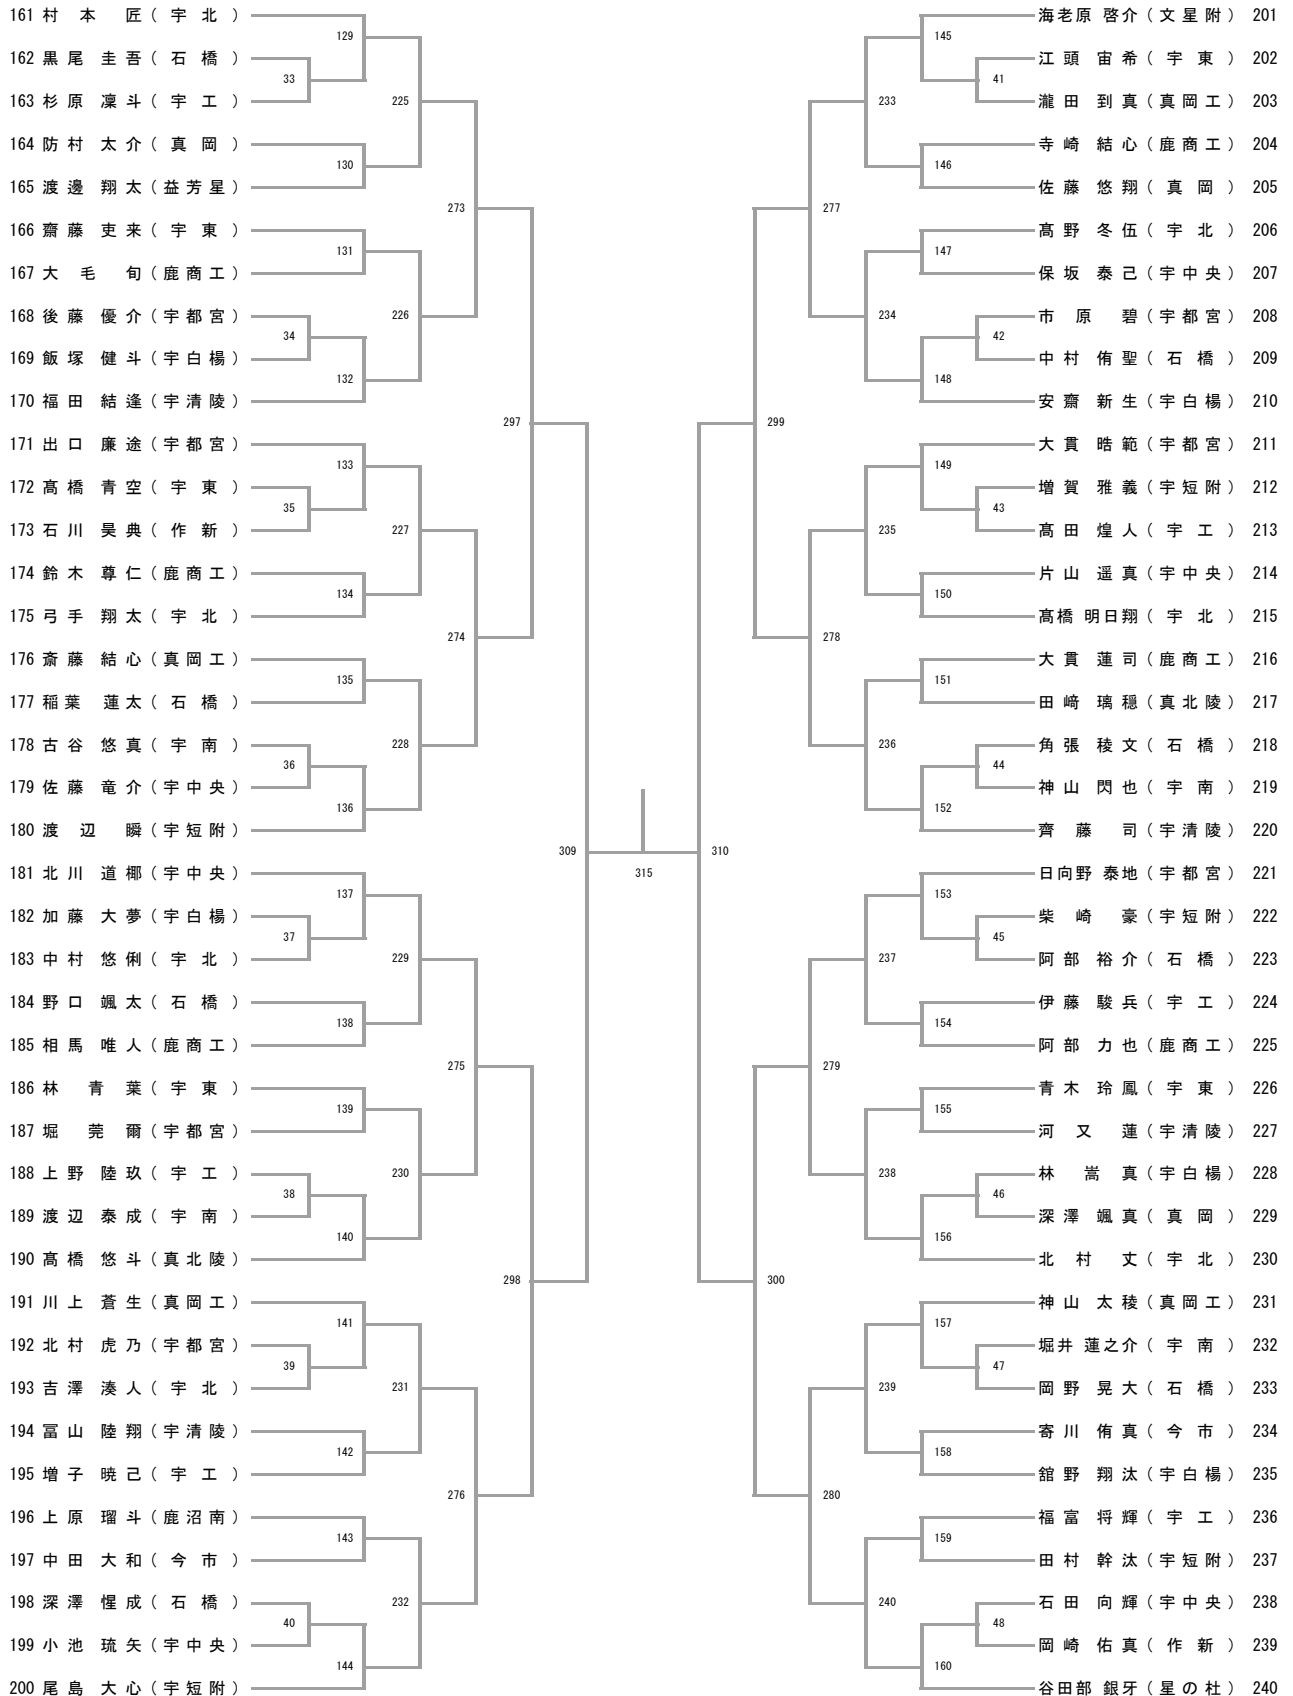 161 村本 匠 ( 宇北 )
129
162 黒尾 圭吾 ( 石橋 )
33
163 杉原 凜斗 ( 宇工 )
225
164 防村 太介 ( 真岡 )
130
165 渡邊 翔太 ( 益芳星 )
273
166 齋藤 吏来 ( 宇東 )
131
167 大毛 旬 ( 鹿商工 )
168 後藤 優介 ( 宇都宮 )
226
34
169 飯塚 健斗 ( 宇白楊 )
132
170 福田 結逢 ( 宇清陵 )
297
171 出口 廉途 ( 宇都宮 )
133
172 髙橋 青空 ( 宇東 )
35
173 石川 昊典 ( 作新 )
227
174 鈴木 尊仁 ( 鹿商工 )
134
175 弓手 翔太 ( 宇北 )
274
176 斎藤 結心 ( 真岡工 )
135
177 稲葉 蓮太 ( 石橋 )
178 古谷 悠真 ( 宇南 )
228
36
179 佐藤 竜介 ( 宇中央 )
136
180 渡辺 瞬 ( 宇短附 )
309
181 北川 道椰 ( 宇中央 )
137
182 加藤 大夢 ( 宇白楊 )
37
183 中村 悠俐 ( 宇北 )
229
184 野口 颯太 ( 石橋 )
138
185 相馬 唯人 ( 鹿商工 )
275
186 林 青葉 ( 宇東 )
139
187 堀 莞爾 ( 宇都宮 )
188 上野 陸玖 ( 宇工 )
230
38
189 渡辺 泰成 ( 宇南 )
140
190 髙橋 悠斗 ( 真北陵 )
298
191 川上 蒼生 ( 真岡工 )
141
192 北村 虎乃 ( 宇都宮 )
39
193 吉澤 湊人 ( 宇北 )
231
194 冨山 陸翔 ( 宇清陵 )
142
195 増子 暁己 ( 宇工 )
276
196 上原 瑠斗 ( 鹿沼南 )
143
197 中田 大和 ( 今市 )
198 深澤 惺成 ( 石橋 )
232
40
199 小池 琉矢 ( 宇中央 )
144
200 尾島 大心 ( 宇短附 )
315
海老原 啓介 ( 文星附 ) 201
145
江頭 宙希 ( 宇東 ) 202
41
瀧田 到真 ( 真岡工 ) 203
233
寺崎 結心 ( 鹿商工 ) 204
146
佐藤 悠翔 ( 真岡 ) 205
277
髙野 冬伍 ( 宇北 ) 206
147
保坂 泰己 ( 宇中央 ) 207
市原 碧 ( 宇都宮 ) 208
234
42
中村 侑聖 ( 石橋 ) 209
148
安齋 新生 ( 宇白楊 ) 210
299
大貫 晧範 ( 宇都宮 ) 211
149
増賀 雅義 ( 宇短附 ) 212
43
髙田 煌人 ( 宇工 ) 213
235
片山 遥真 ( 宇中央 ) 214
150
髙橋 明日翔 ( 宇北 ) 215
278
大貫 蓮司 ( 鹿商工 ) 216
151
田﨑 璃穏 ( 真北陵 ) 217
角張 稜文 ( 石橋 ) 218
236
44
神山 閃也 ( 宇南 ) 219
152
齊藤 司 ( 宇清陵 ) 220
310
日向野 泰地 ( 宇都宮 ) 221
153
柴崎 豪 ( 宇短附 ) 222
45
阿部 裕介 ( 石橋 ) 223
237
伊藤 駿兵 ( 宇工 ) 224
154
阿部 力也 ( 鹿商工 ) 225
279
青木 玲鳳 ( 宇東 ) 226
155
河又 蓮 ( 宇清陵 ) 227
林 嵩真 ( 宇白楊 ) 228
238
46
深澤 颯真 ( 真岡 ) 229
156
北村 丈 ( 宇北 ) 230
300
神山 太稜 ( 真岡工 ) 231
157
堀井 蓮之介 ( 宇南 ) 232
47
岡野 晃大 ( 石橋 ) 233
239
寄川 侑真 ( 今市 ) 234
158
舘野 翔汰 ( 宇白楊 ) 235
280
福富 将輝 ( 宇工 ) 236
159
田村 幹汰 ( 宇短附 ) 237
石田 向輝 ( 宇中央 ) 238
240
48
岡崎 佑真 ( 作新 ) 239
160
谷田部 銀牙 ( 星の杜 ) 240